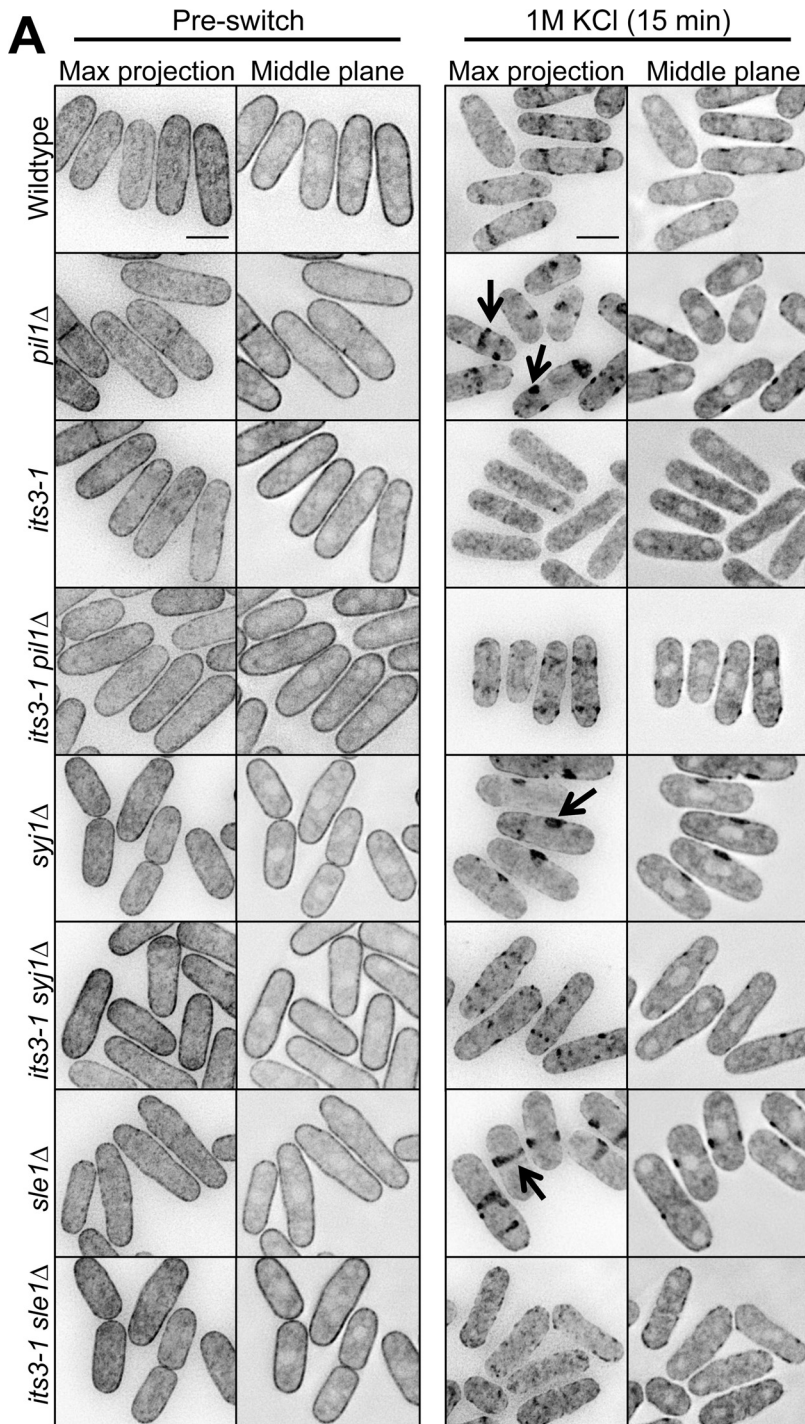 A
Pre-switch
1M KCl (15 min)
Max projection
Middle plane
Max projection
Middle plane
Wildtype
pil1Δ
its3-1
its3-1 pil1Δ
syj1Δ
its3-1 syj1Δ
sle1Δ
its3-1 sle1Δ